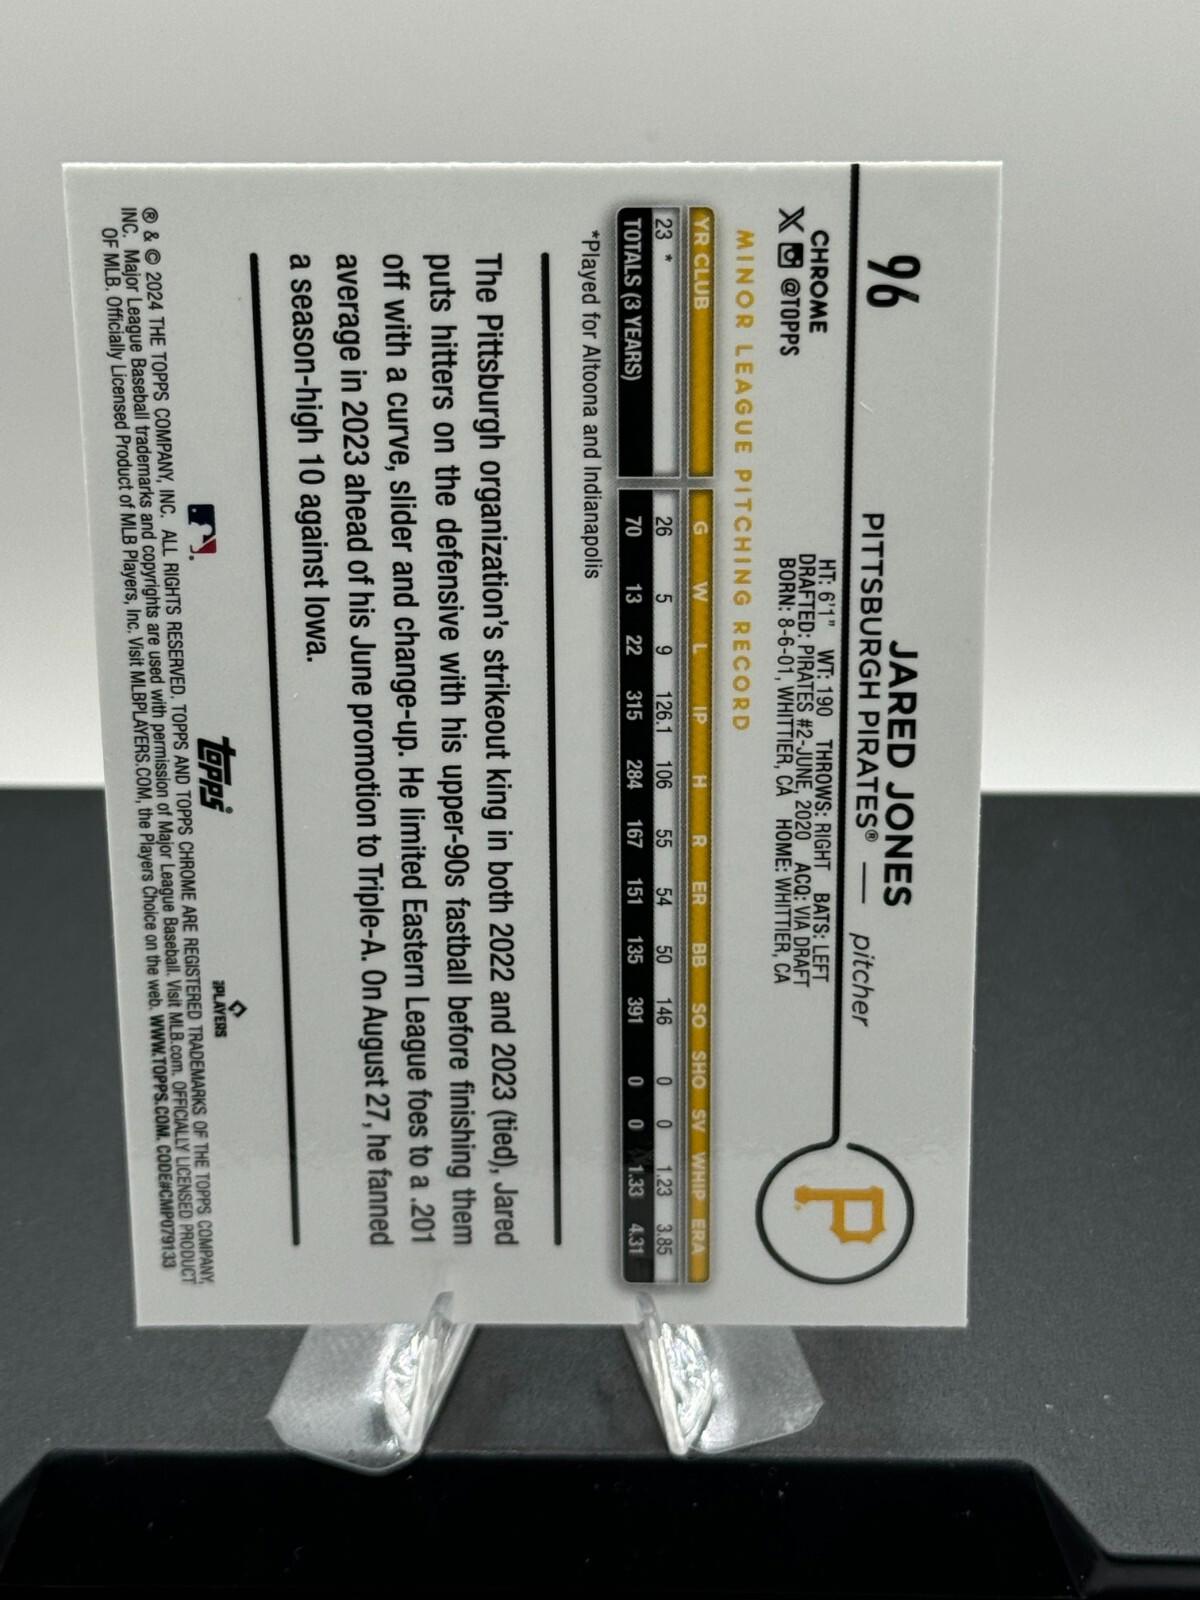 96
JARED JONES
PITTSBURGH PIRATES® — pitcher
P
CHROME
X @TOPPS
HT: 6'1" WT: 190 THROWS: RIGHT BATS: LEFT
DRAFTED: PIRATES #2-JUNE, 2020 ACQ: VIA DRAFT
BORN: 8-6-01, WHITTIER, CA HOME: WHITTIER, CA
MINOR LEAGUE PITCHING RECORD
YR CLUB G W L IP H R ER BB SO SHO SV WHIP ERA
23 * 26 5 9 126.1 106 55 54 50 146 0 0 1.23 3.85
TOTALS (3 YEARS) 70 13 22 315 284 167 151 135 391 0 0 1.33 4.31
*Played for Altoona and Indianapolis
The Pittsburgh organization's strikeout king in both 2022 and 2023 (tied), Jared
puts hitters on the defensive with his upper-90s fastball before finishing them
off with a curve, slider and change-up. He limited Eastern League foes to a .201
average in 2023 ahead of his June promotion to Triple-A. On August 27, he fanned
a season-high 10 against Iowa.
topps®
PLAYERS
® & © 2024 THE TOPPS COMPANY, INC. ALL RIGHTS RESERVED. TOPPS AND TOPPS CHROME ARE REGISTERED TRADEMARKS OF THE TOPPS COMPANY,
INC. Major League Baseball trademarks and copyrights are used with permission of Major League Baseball. Visit MLB.com. OFFICIALLY LICENSED PRODUCT
OF MLB. Officially Licensed Product of MLB Players, Inc. Visit MLBPLAYERS.COM, the Players Choice on the web. WWW.TOPPS.COM. CODE#CMP079133